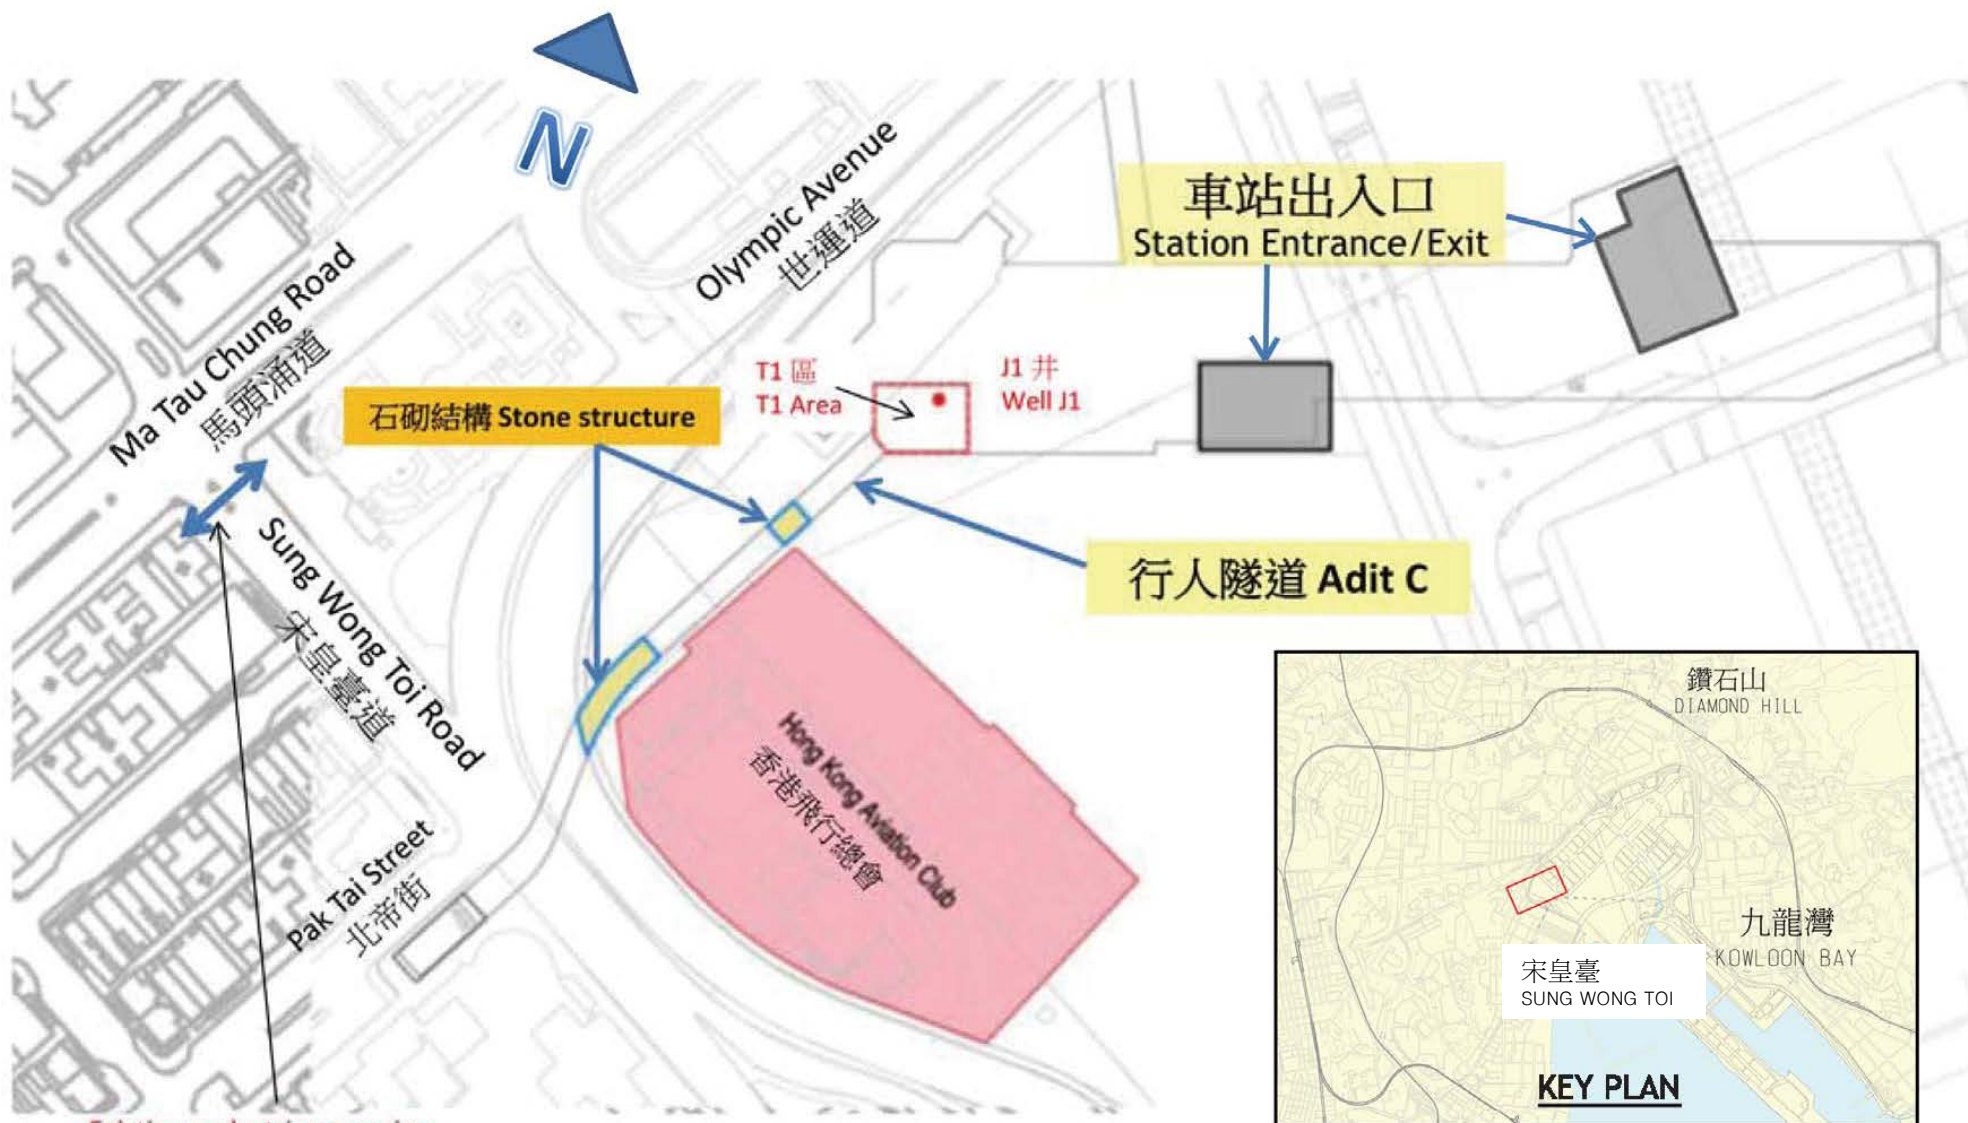 N
Olympic Avenue
世運道
車站出入口
Station Entrance/Exit
Ma Tau Chung Road
馬頭涌道
石砌結構 Stone structure
T1 區
T1 Area
J1 井
Well J1
行人隧道 Adit C
Sung Wong Toi Road
宋皇臺道
Hong Kong Aviation Club
香港飛行總會
Pak Tai Street
北帝街
鑽石山
DIAMOND HILL
九龍灣
KOWLOON BAY
宋皇臺
SUNG WONG TOI
KEY PLAN